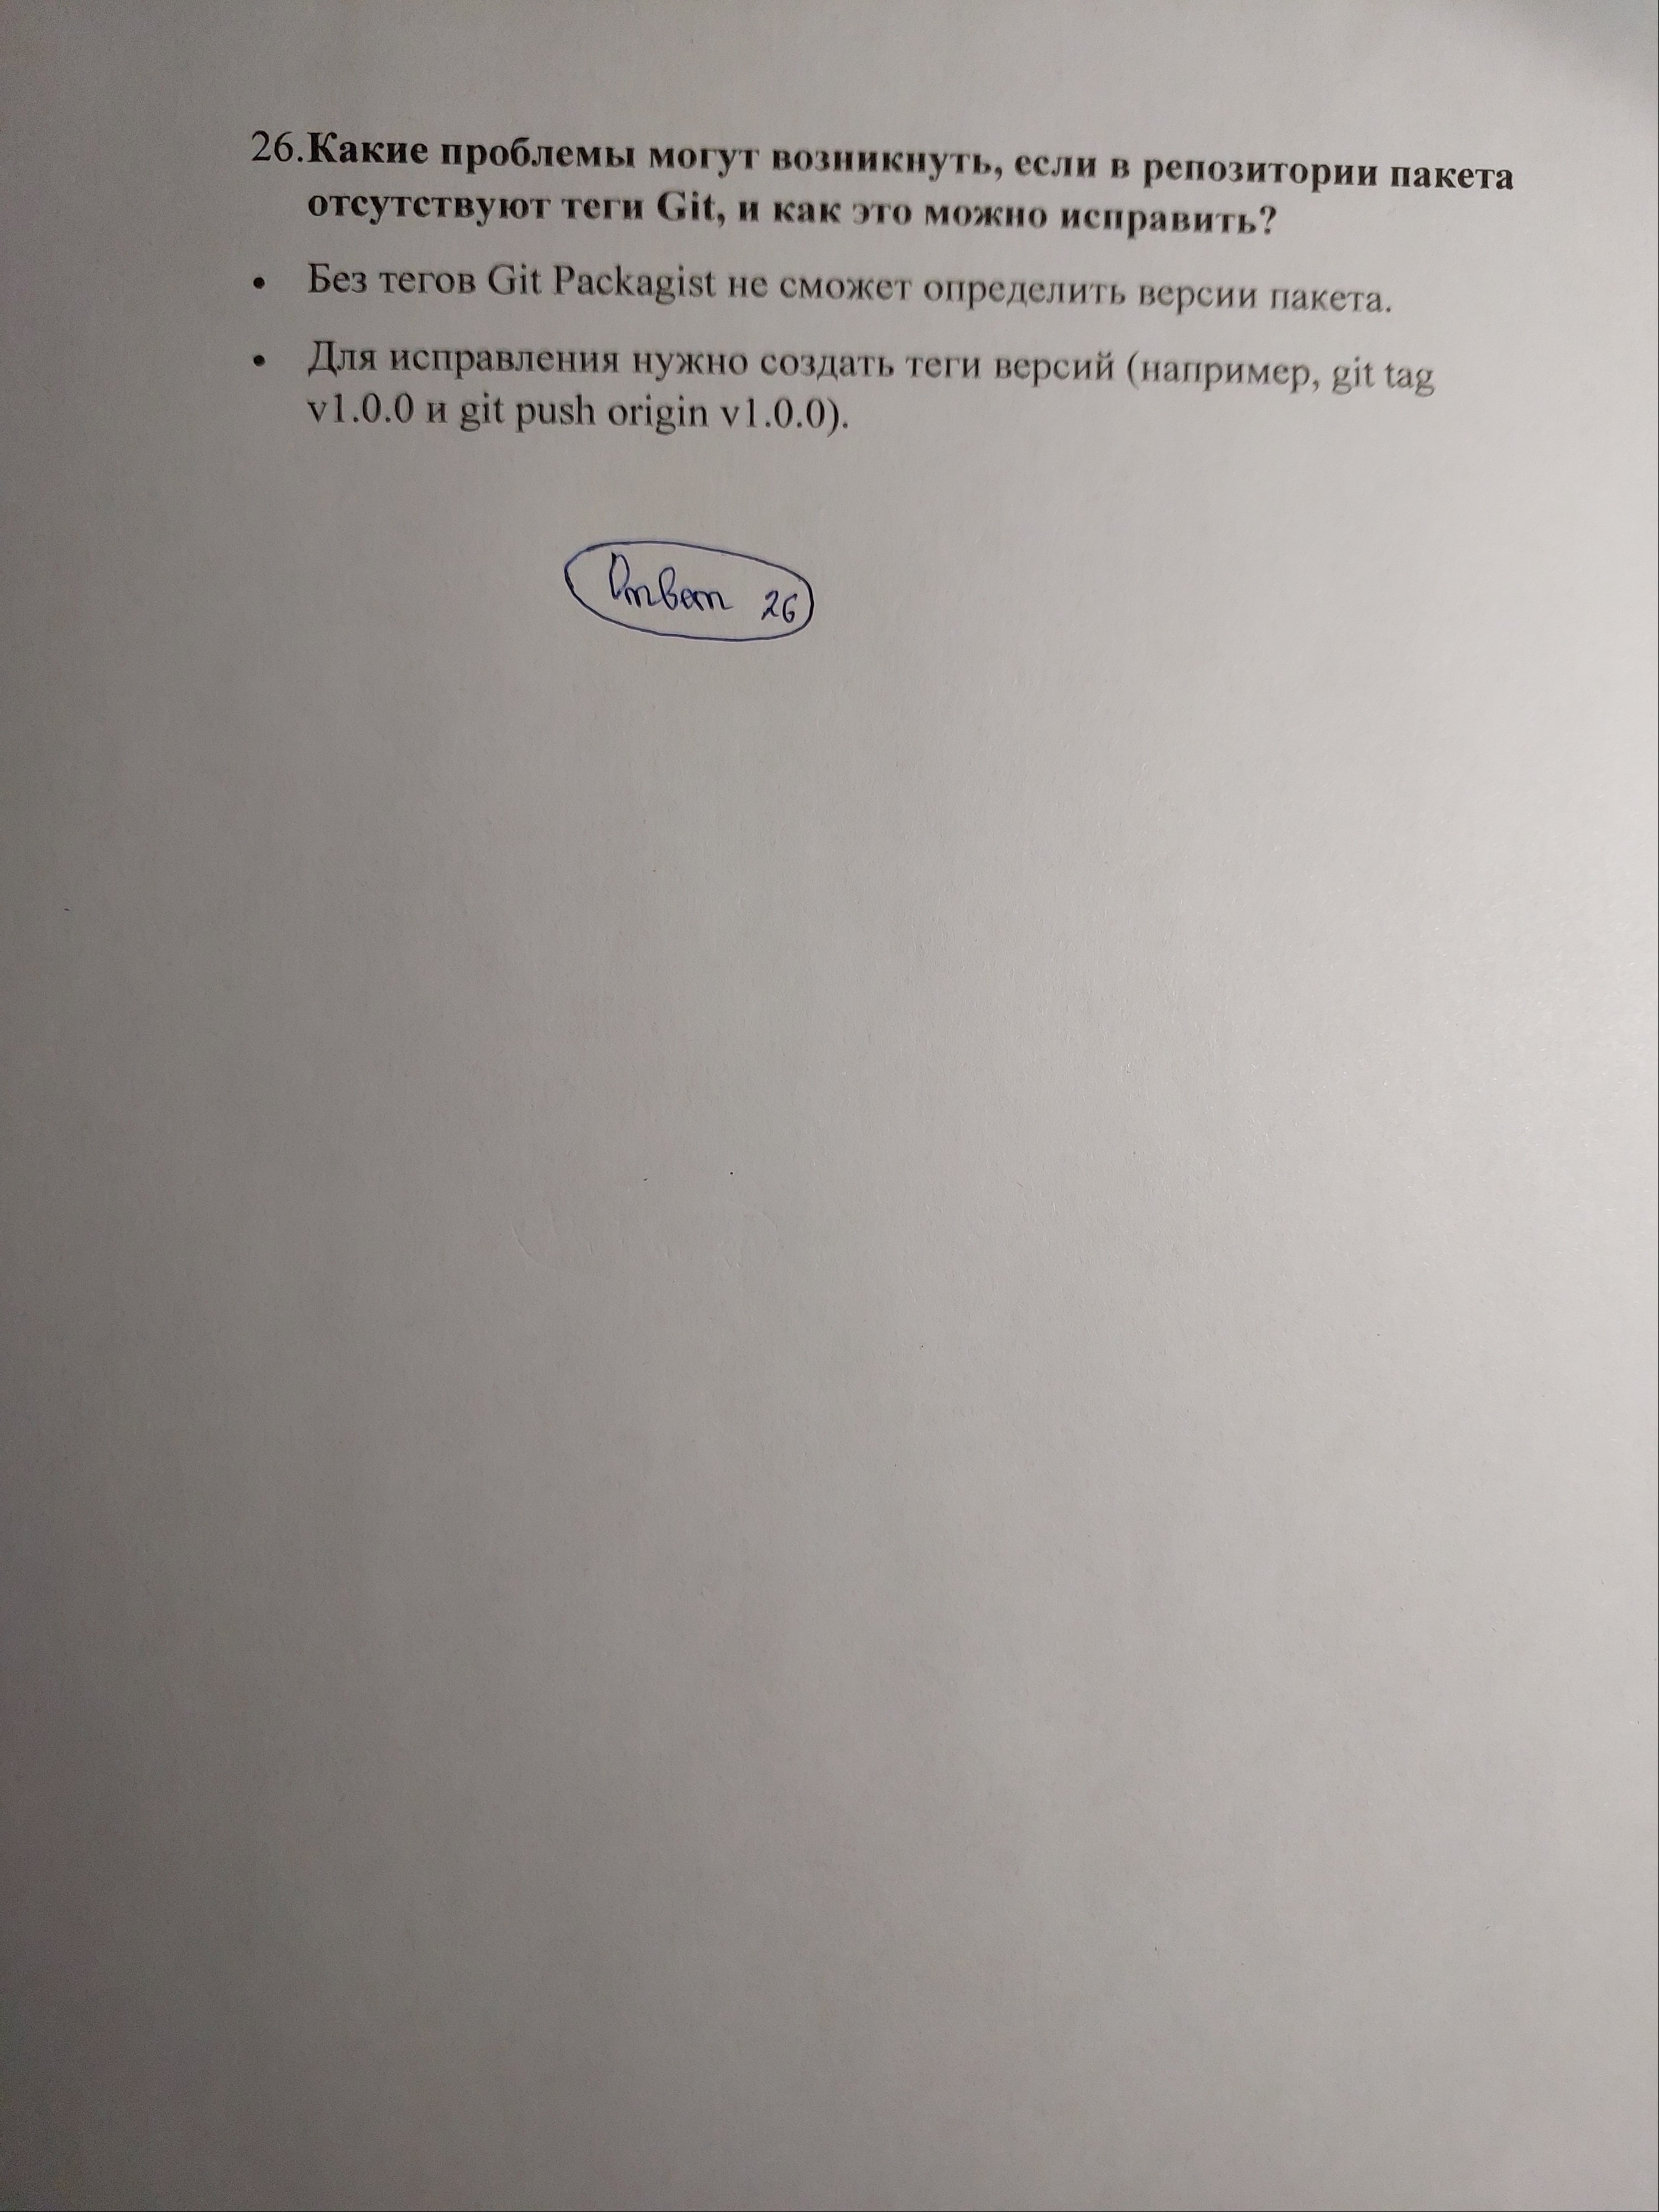 26.Какие проблемы могут возникнуть, если в репозитории пакета
отсутствуют теги Git, и как это можно исправить?
• Без тегов Git Packagist не сможет определить версии пакета.
• Для исправления нужно создать теги версий (например, git tag
v1.0.0 и git push origin v1.0.0).
Ответ 26